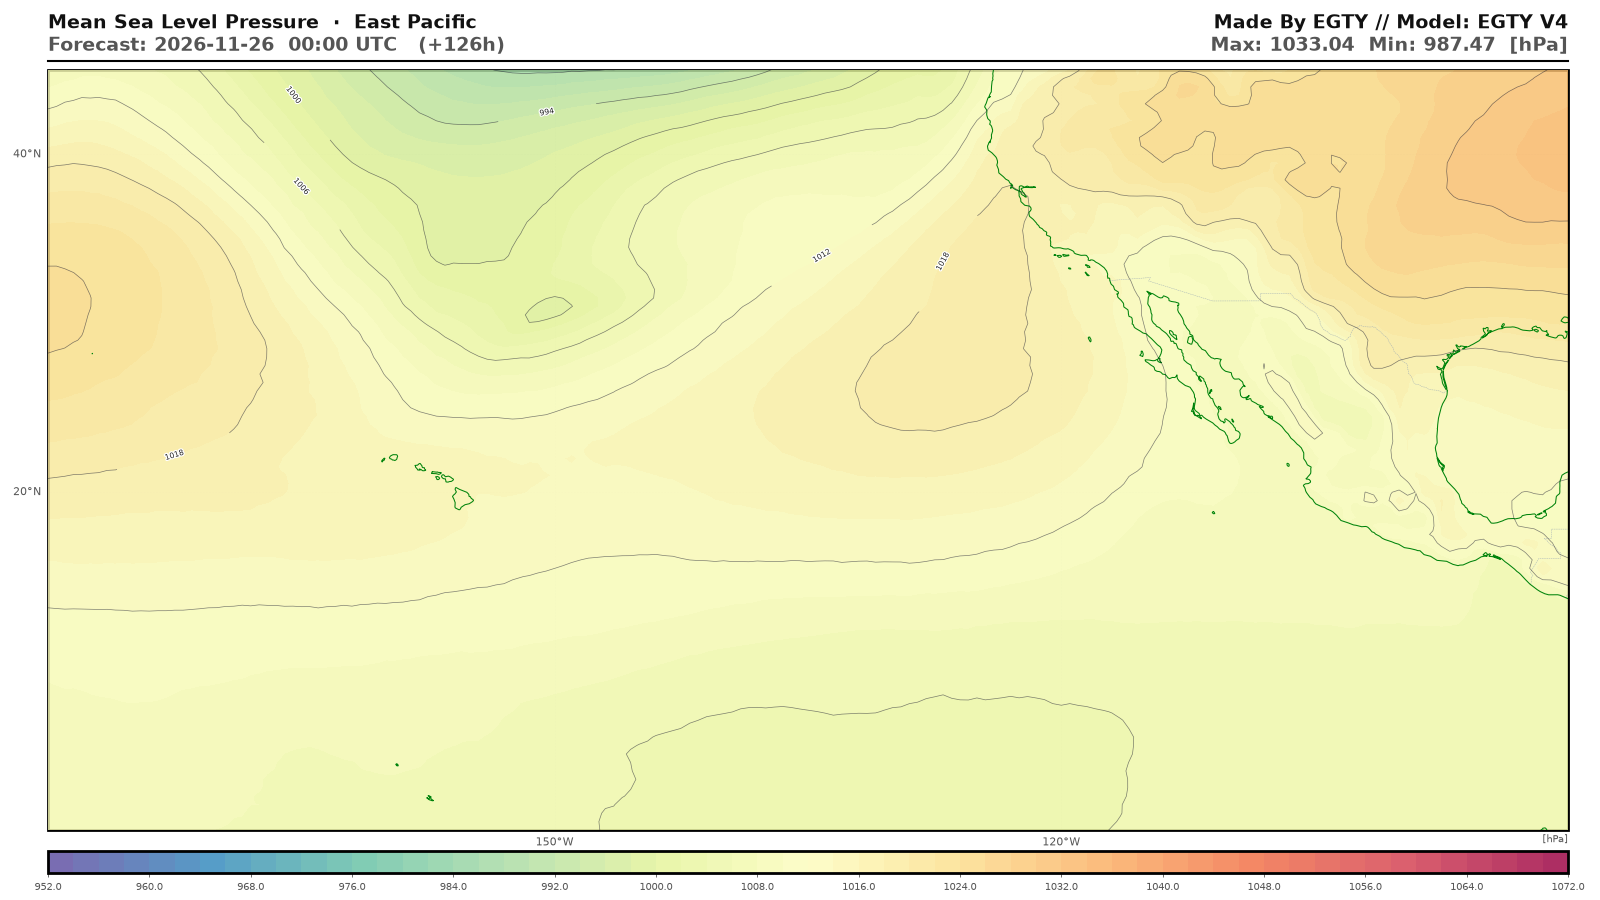 Mean Sea Level Pressure · East Pacific
Made By EGTY // Model: EGTY V4
Forecast: 2026-11-26 00:00 UTC (+126h)
Max: 1033.04 Min: 987.47 [hPa]
1000
994
40°N
1006
1012
1018
1018
20°N
150°W
120°W
[hPa]
952.0 960.0 968.0 976.0 984.0 992.0 1000.0 1008.0 1016.0 1024.0 1032.0 1040.0 1048.0 1056.0 1064.0 1072.0